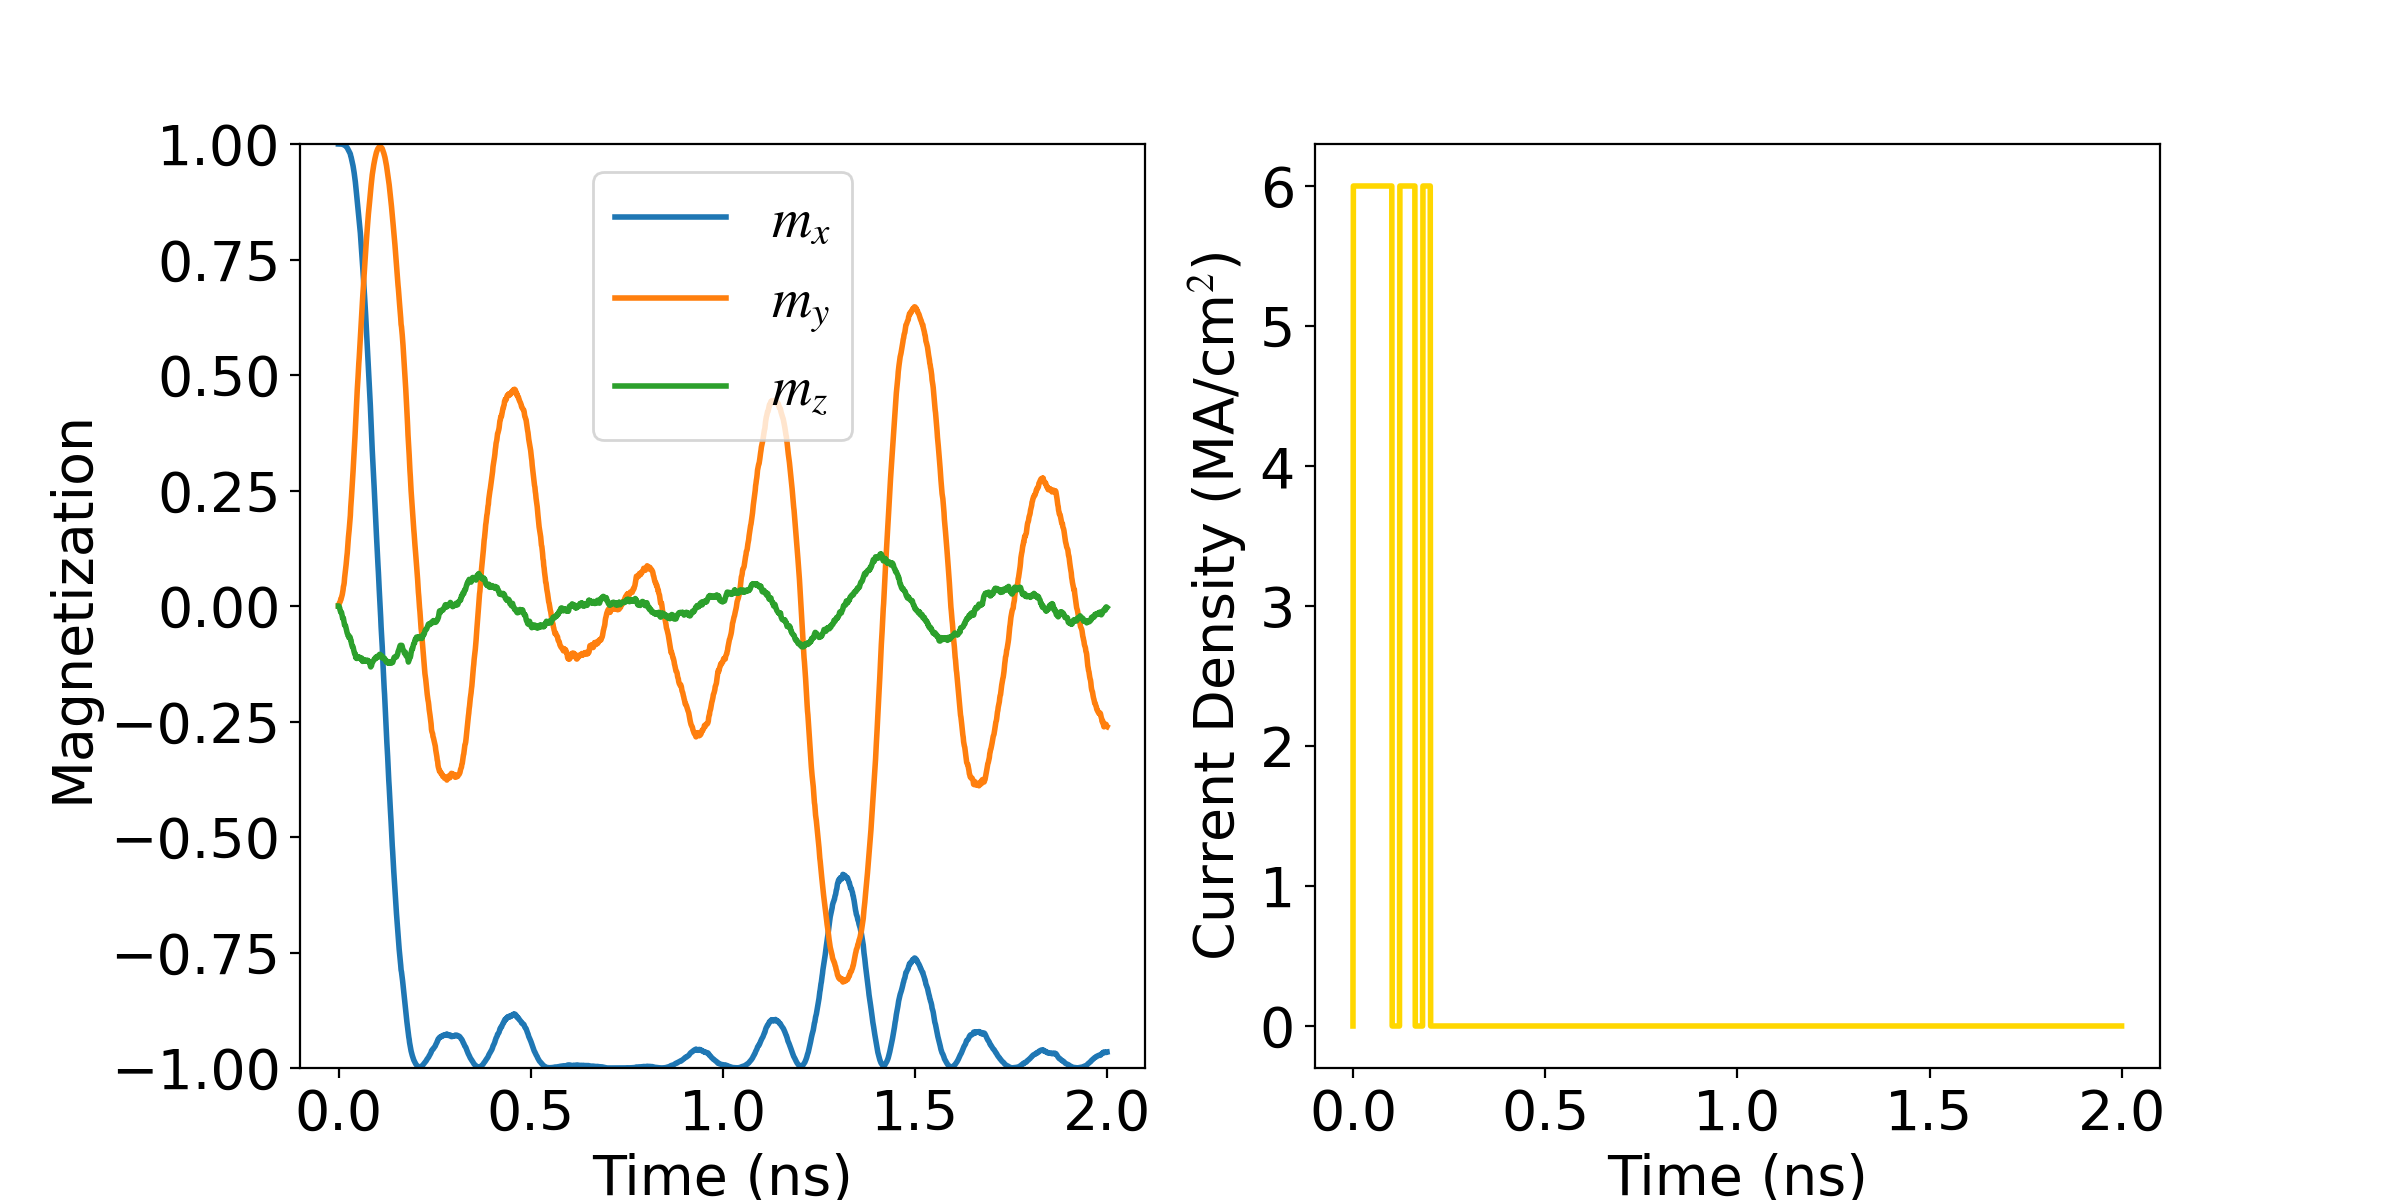 1.00
0.75
0.50
0.25
0.00
−0.25
−0.50
−0.75
−1.00
Magnetization
0.0 0.5 1.0 1.5 2.0
Time (ns)
m_x
m_y
m_z
6
5
4
3
2
1
0
Current Density (MA/cm²)
0.0 0.5 1.0 1.5 2.0
Time (ns)